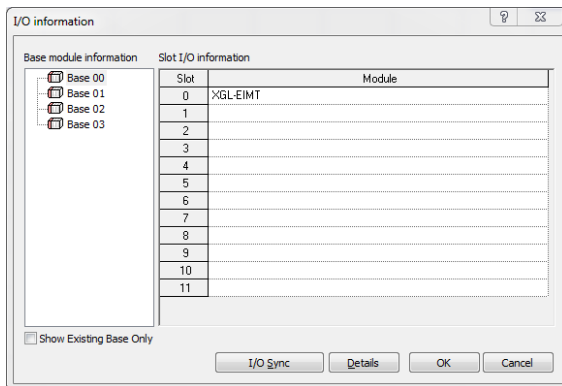 I/O information
Base module information
Slot I/O information
Base 00
Base 01
Base 02
Base 03
Slot Module
0 XGL-EIMT
1
2
3
4
5
6
7
8
9
10
11
Show Existing Base Only
I/O Sync Details OK Cancel